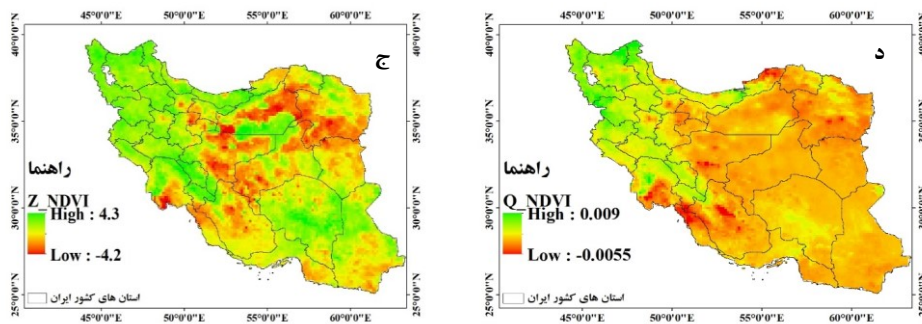 45°0'0"E 50°0'0"E 55°0'0"E 60°0'0"E
40°0'0"N
35°0'0"N
30°0'0"N
25°0'0"N
ج
راهنما
Z_NDVI
High : 4.3
Low : -4.2
استان های کشور ایران
45°0'0"E 50°0'0"E 55°0'0"E 60°0'0"E
45°0'0"E 50°0'0"E 55°0'0"E 60°0'0"E
40°0'0"N
35°0'0"N
30°0'0"N
25°0'0"N
د
راهنما
Q_NDVI
High : 0.009
Low : -0.0055
استان های کشور ایران
45°0'0"E 50°0'0"E 55°0'0"E 60°0'0"E